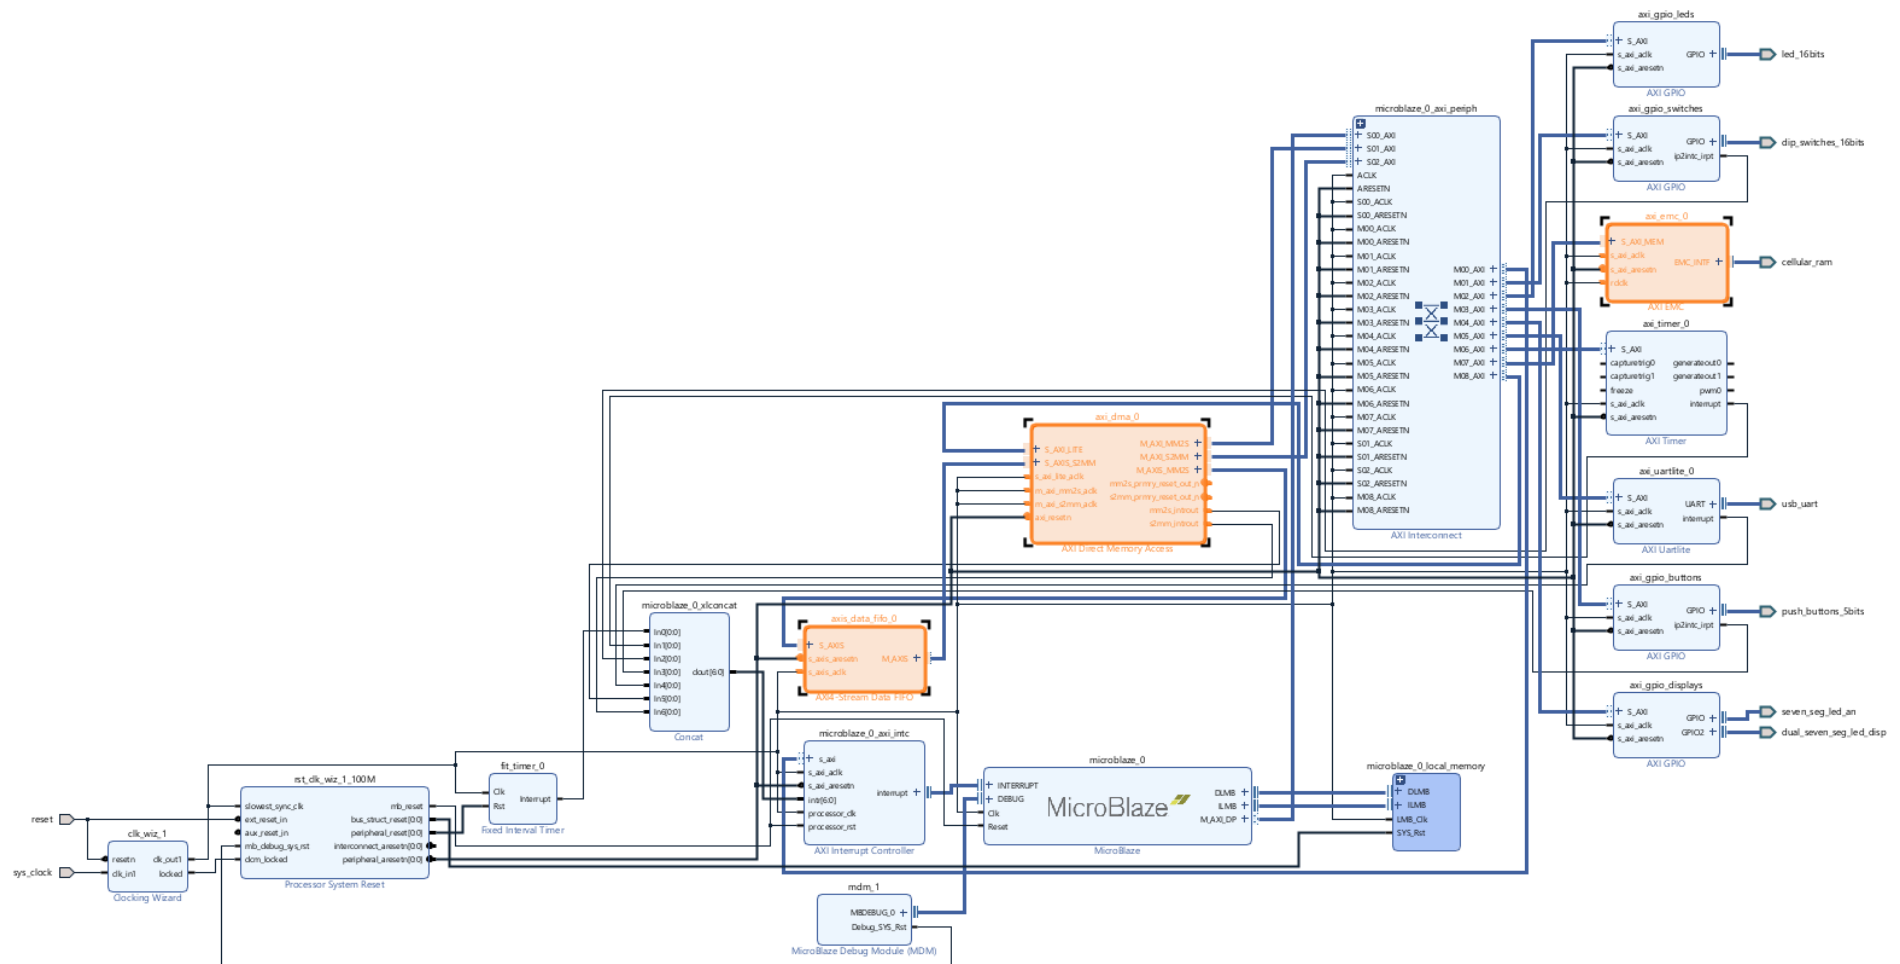 reset
sys_clock
clk_wiz_1
resetn
clk_in1
clk_out1
locked
Clocking Wizard
rst_clk_wiz_1_100M
slowest_sync_clk
ext_reset_in
aux_reset_in
mb_debug_sys_rst
dcm_locked
mb_reset
bus_struct_reset[0:0]
peripheral_reset[0:0]
interconnect_aresetn[0:0]
peripheral_aresetn[0:0]
Processor System Reset
fit_timer_0
Clk
Rst
Interrupt
Fixed Interval Timer
microblaze_0_xlconcat
In0[0:0]
In1[0:0]
In2[0:0]
In3[0:0]
In4[0:0]
In5[0:0]
In6[0:0]
dout[6:0]
Concat
axis_data_fifo_0
S_AXIS
s_axis_aresetn
s_axis_aclk
M_AXIS
AXI4-Stream Data FIFO
microblaze_0_axi_intc
s_axi
s_axi_aclk
s_axi_aresetn
intr[6:0]
processor_clk
processor_rst
interrupt
AXI Interrupt Controller
mdm_1
MBDEBUG_0
Debug_SYS_Rst
MicroBlaze Debug Module (MDM)
axi_dma_0
S_AXI_LITE
S_AXIS_S2MM
s_axi_lite_aclk
m_axi_mm2s_aclk
m_axi_s2mm_aclk
axi_resetn
M_AXI_MM2S
M_AXI_S2MM
M_AXIS_MM2S
mm2s_prmry_reset_out_n
s2mm_prmry_reset_out_n
mm2s_introut
s2mm_introut
AXI Direct Memory Access
microblaze_0
INTERRUPT
DEBUG
Clk
Reset
MicroBlaze
DLMB
ILMB
M_AXI_DP
MicroBlaze
microblaze_0_local_memory
DLMB
ILMB
LMB_Clk
SYS_Rst
microblaze_0_axi_periph
S00_AXI
S01_AXI
S02_AXI
ACLK
ARESETN
S00_ACLK
S00_ARESETN
M00_ACLK
M00_ARESETN
M01_ACLK
M01_ARESETN
M02_ACLK
M02_ARESETN
M03_ACLK
M03_ARESETN
M04_ACLK
M04_ARESETN
M05_ACLK
M05_ARESETN
M06_ACLK
M06_ARESETN
M07_ACLK
M07_ARESETN
S01_ACLK
S01_ARESETN
S02_ACLK
S02_ARESETN
M08_ACLK
M08_ARESETN
M00_AXI
M01_AXI
M02_AXI
M03_AXI
M04_AXI
M05_AXI
M06_AXI
M07_AXI
M08_AXI
AXI Interconnect
axi_gpio_leds
S_AXI
s_axi_aclk
s_axi_aresetn
GPIO
AXI GPIO
led_16bits
axi_gpio_switches
S_AXI
s_axi_aclk
s_axi_aresetn
GPIO
ip2intc_irpt
AXI GPIO
dip_switches_16bits
axi_emc_0
S_AXI_MEM
s_axi_aclk
s_axi_aresetn
rdclk
EMC_INTF
AXI EMC
cellular_ram
axi_timer_0
S_AXI
capturetrig0
capturetrig1
freeze
s_axi_aclk
s_axi_aresetn
generateout0
generateout1
pwm0
interrupt
AXI Timer
axi_uartlite_0
S_AXI
s_axi_aclk
s_axi_aresetn
UART
interrupt
AXI Uartlite
usb_uart
axi_gpio_buttons
S_AXI
s_axi_aclk
s_axi_aresetn
GPIO
ip2intc_irpt
AXI GPIO
push_buttons_5bits
axi_gpio_displays
S_AXI
s_axi_aclk
s_axi_aresetn
GPIO
GPIO2
AXI GPIO
seven_seg_led_an
dual_seven_seg_led_disp